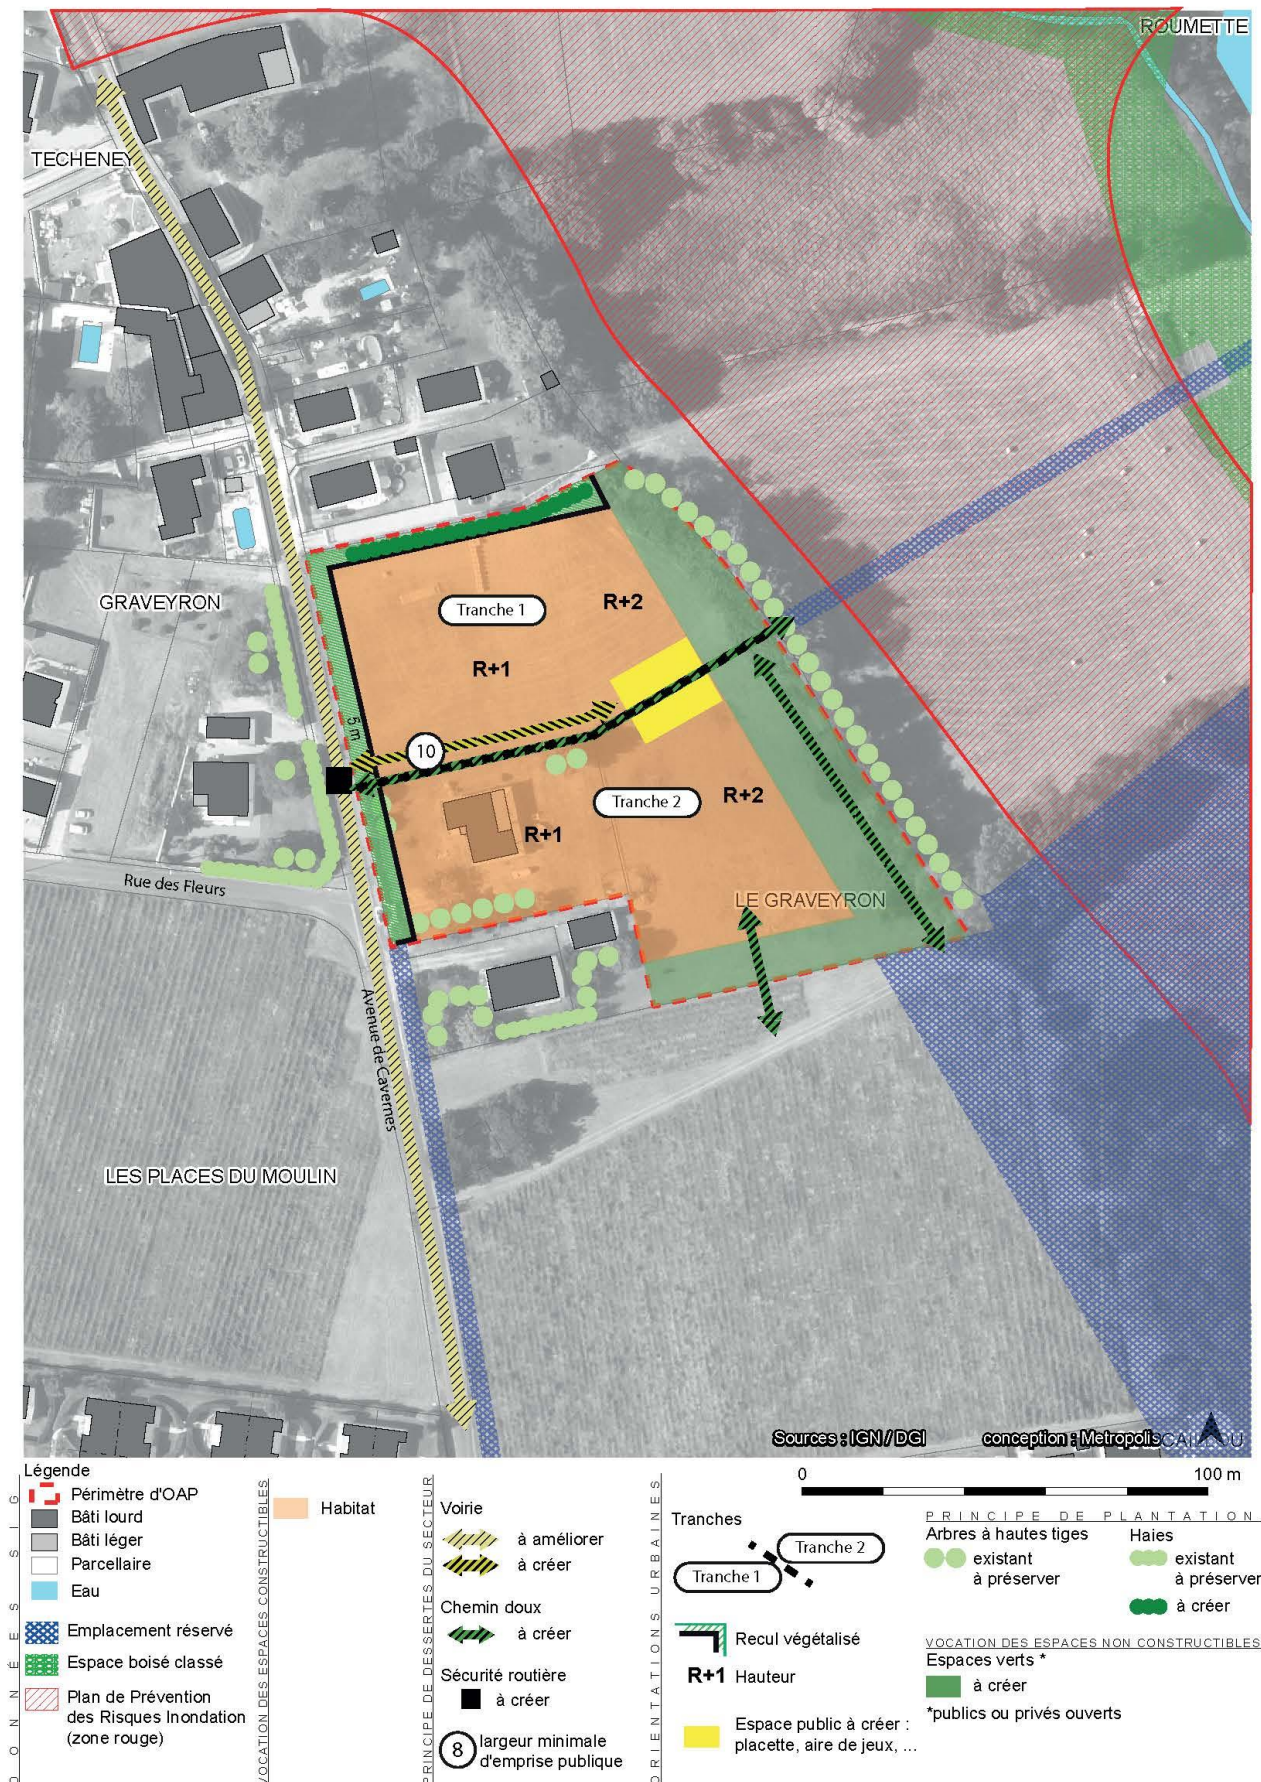 ROUMETTE
TECHENEY
GRAVEYRON
Tranche 1
R+2
R+1
5 m
10
Tranche 2
R+2
R+1
Rue des Fleurs
LE GRAVEYRON
Avenue de Cavernes
LES PLACES DU MOULIN
Sources : IGN / DGI
conception : Metropolis
Légende
DONNÉES SIG
Périmètre d'OAP
Bâti lourd
Bâti léger
Parcellaire
Eau
Emplacement réservé
Espace boisé classé
Plan de Prévention
des Risques Inondation
(zone rouge)
VOCATION DES ESPACES CONSTRUCTIBLES
Habitat
PRINCIPE DE DESSERTES DU SECTEUR
Voirie
à améliorer
à créer
Chemin doux
à créer
Sécurité routière
à créer
8
largeur minimale
d'emprise publique
ORIENTATIONS URBAINES
0
100 m
Tranches
Tranche 2
Tranche 1
Recul végétalisé
R+1 Hauteur
Espace public à créer :
placette, aire de jeux, ...
PRINCIPE DE PLANTATION
Arbres à hautes tiges
existant
à préserver
Haies
existant
à préserver
à créer
VOCATION DES ESPACES NON CONSTRUCTIBLES
Espaces verts *
à créer
*publics ou privés ouverts